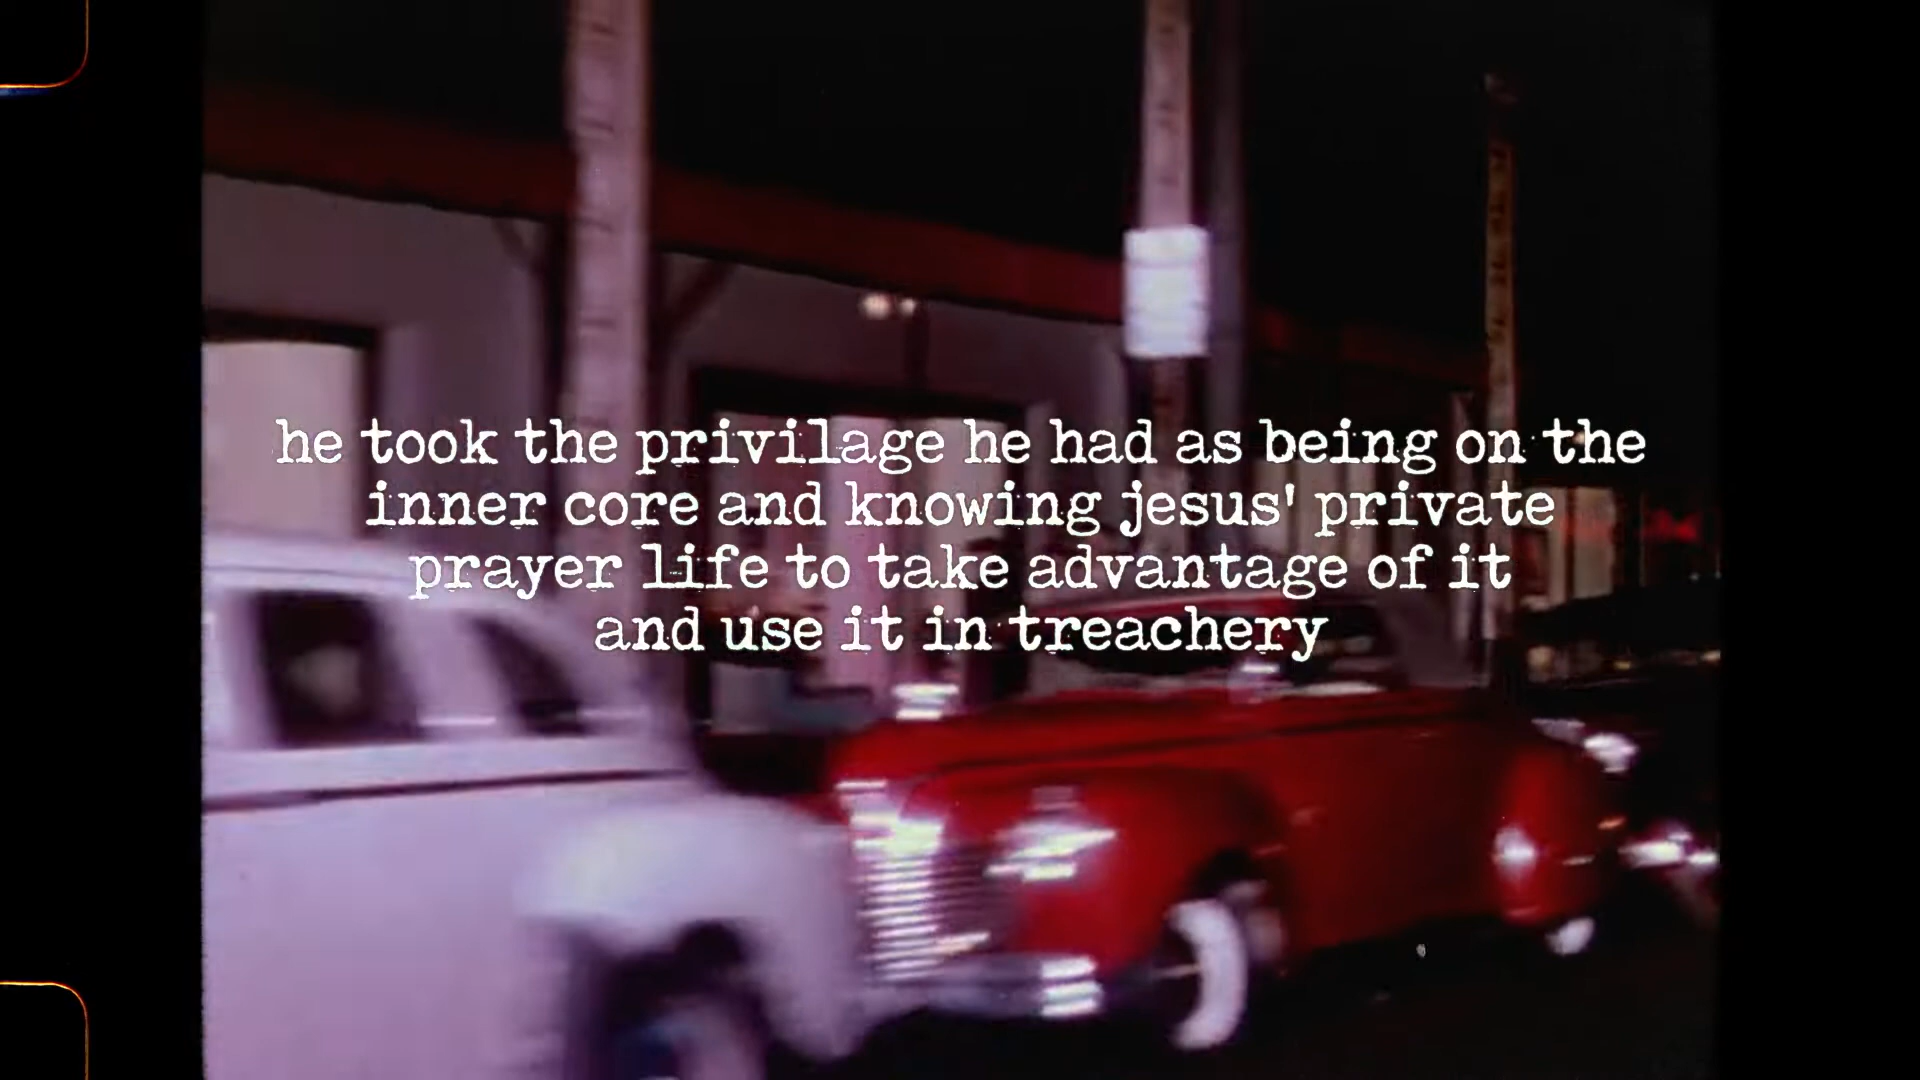 he took the privilage he had as being on the
inner core and knowing jesus' private
prayer life to take advantage of it
and use it in treachery